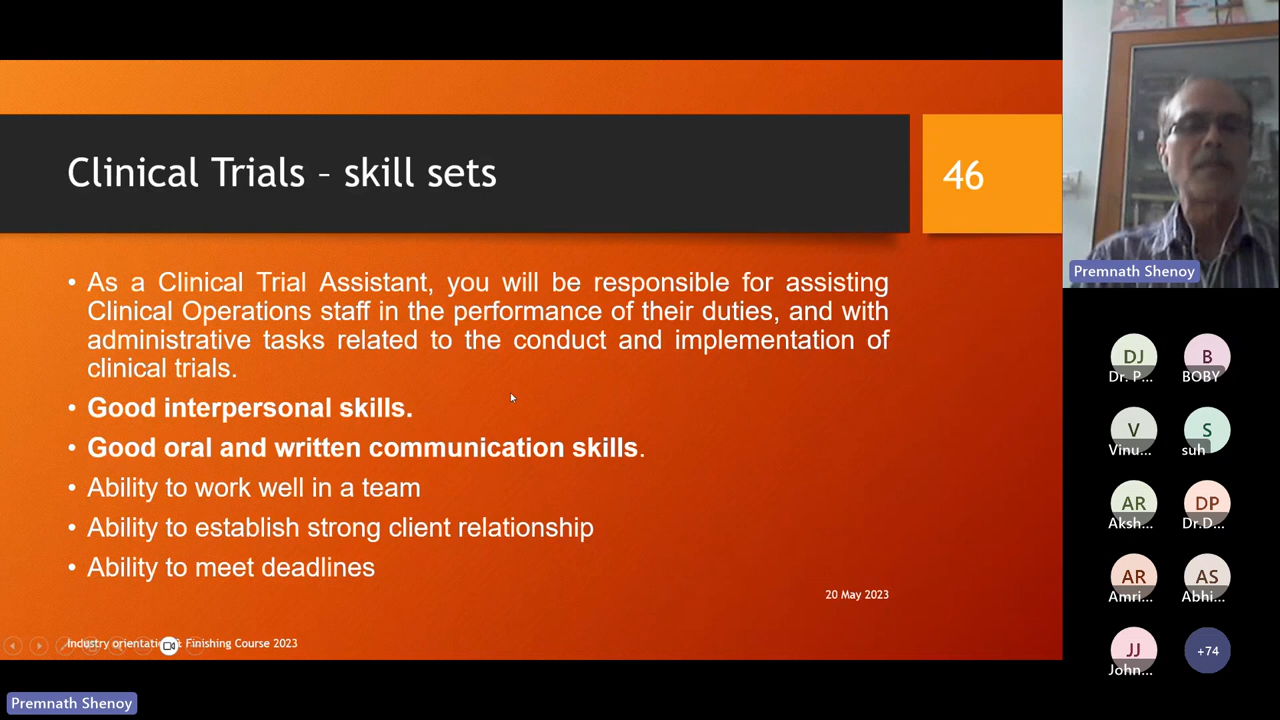 Clinical Trials – skill sets
46
• As a Clinical Trial Assistant, you will be responsible for assisting
Clinical Operations staff in the performance of their duties, and with
administrative tasks related to the conduct and implementation of
clinical trials.
• Good interpersonal skills.
• Good oral and written communication skills.
• Ability to work well in a team
• Ability to establish strong client relationship
• Ability to meet deadlines
20 May 2023
Finishing Course 2023
Premnath Shenoy
Premnath Shenoy
DJ
Dr. P...
B
BOBY
V
Vinu...
S
suh
AR
Aksh...
DP
Dr.D...
AR
Amri...
AS
Abhi...
JJ
John...
+74